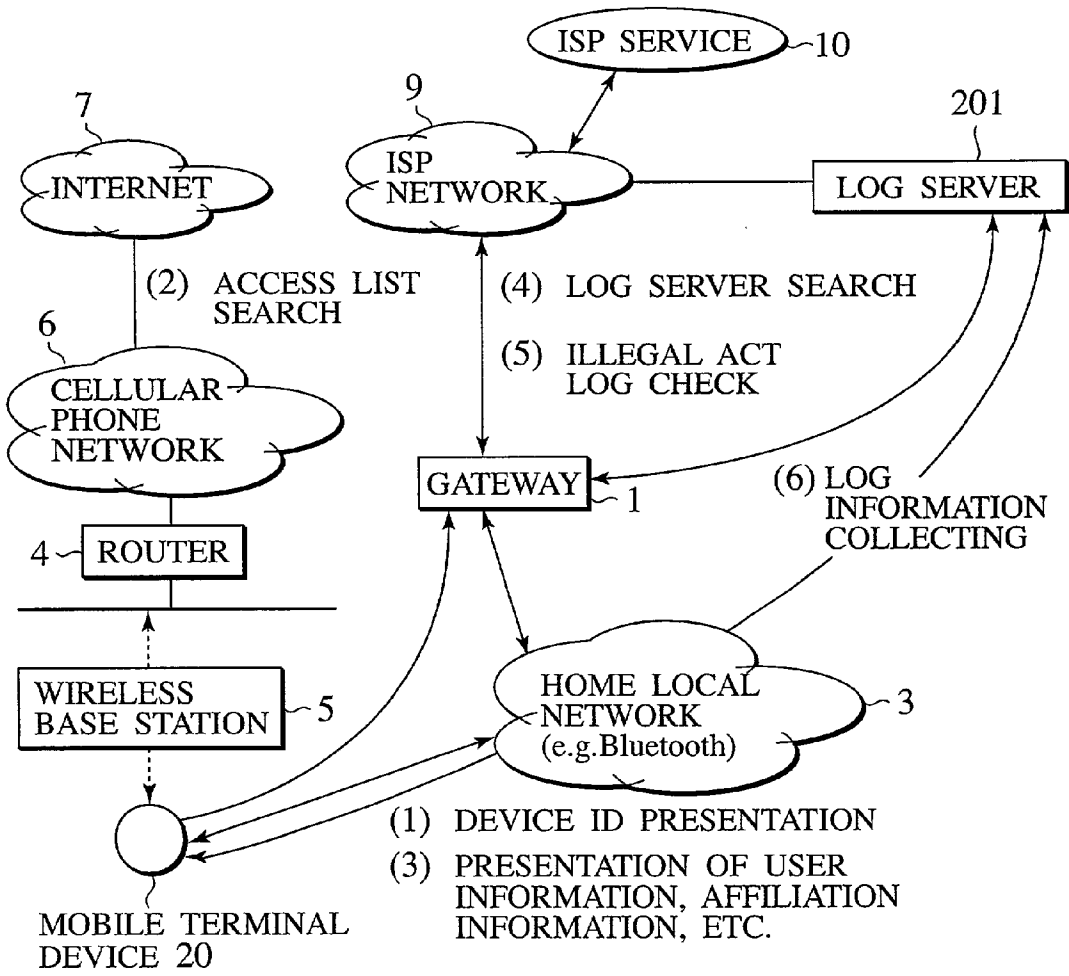 ISP SERVICE
10
9
7
201
ISP
NETWORK
INTERNET
LOG SERVER
(2) ACCESS LIST
SEARCH
(4) LOG SERVER SEARCH
6
(5) ILLEGAL ACT
LOG CHECK
CELLULAR
PHONE
NETWORK
GATEWAY
1
(6) LOG
INFORMATION
COLLECTING
4
ROUTER
WIRELESS
BASE STATION
5
HOME LOCAL
NETWORK
(e.g.Bluetooth)
3
(1) DEVICE ID PRESENTATION
(3) PRESENTATION OF USER
INFORMATION, AFFILIATION
INFORMATION, ETC.
MOBILE TERMINAL
DEVICE 20